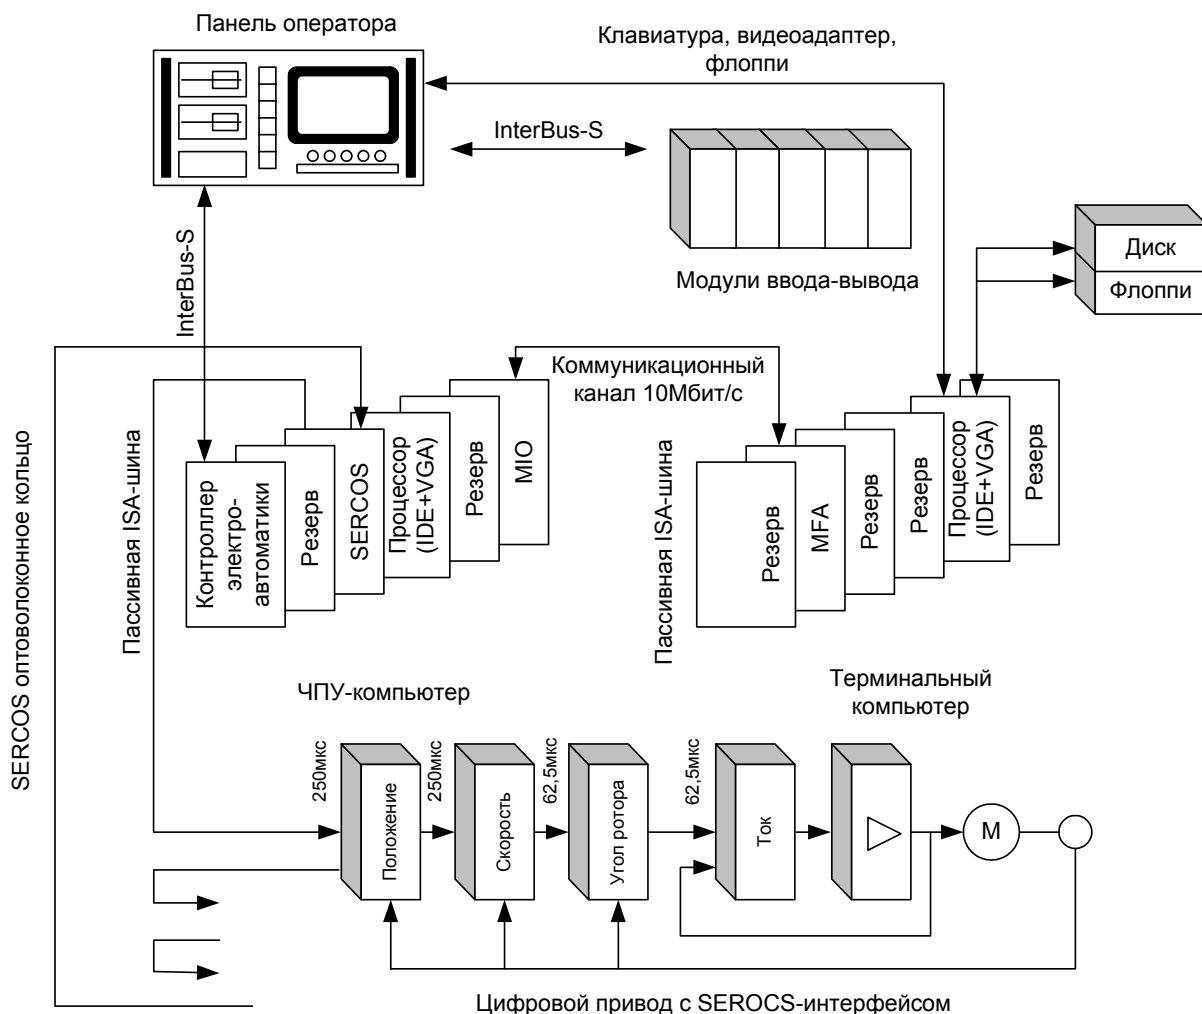 Панель оператора
Клавиатура, видеоадаптер,
флоппи
InterBus-S
Диск
Флоппи
Модули ввода-вывода
InterBus-S
Коммуникационный
канал 10Мбит/с
SERCOS оптоволоконное кольцо
Пассивная ISA-шина
Контроллер
электро-
автоматики
Резерв
SERCOS
Процессор
(IDE+VGA)
Резерв
MIO
Пассивная ISA-шина
Резерв
MFA
Резерв
Резерв
Процессор
(IDE+VGA)
Резерв
ЧПУ-компьютер
Терминальный
компьютер
250мкс
Положение
250мкс
Скорость
62,5мкс
Угол ротора
62,5мкс
Ток
М
Цифровой привод с SEROCS-интерфейсом